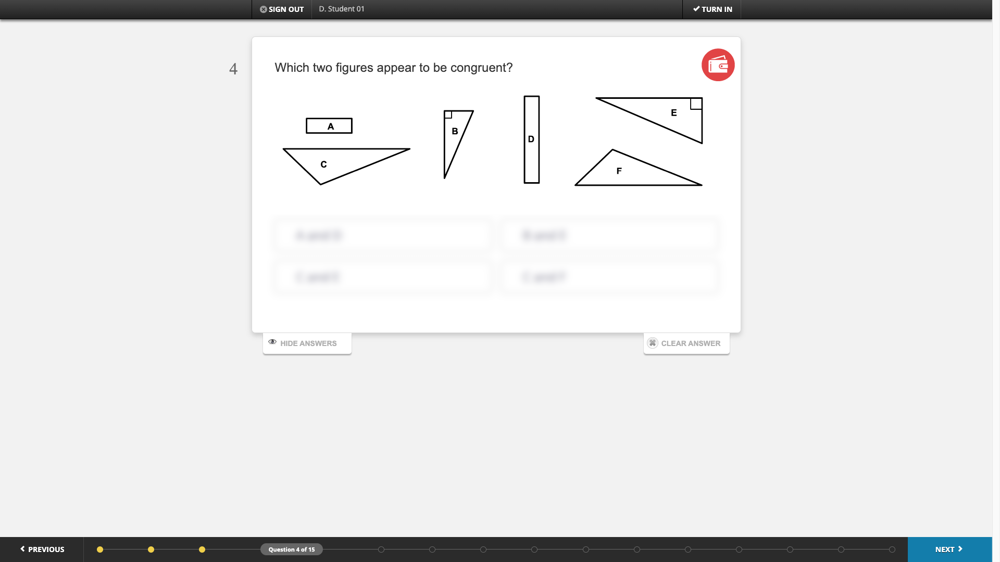 SIGN OUT
D. Student 01
TURN IN
4
Which two figures appear to be congruent?
A
B
C
D
E
F
HIDE ANSWERS
CLEAR ANSWER
PREVIOUS
Question 4 of 15
NEXT